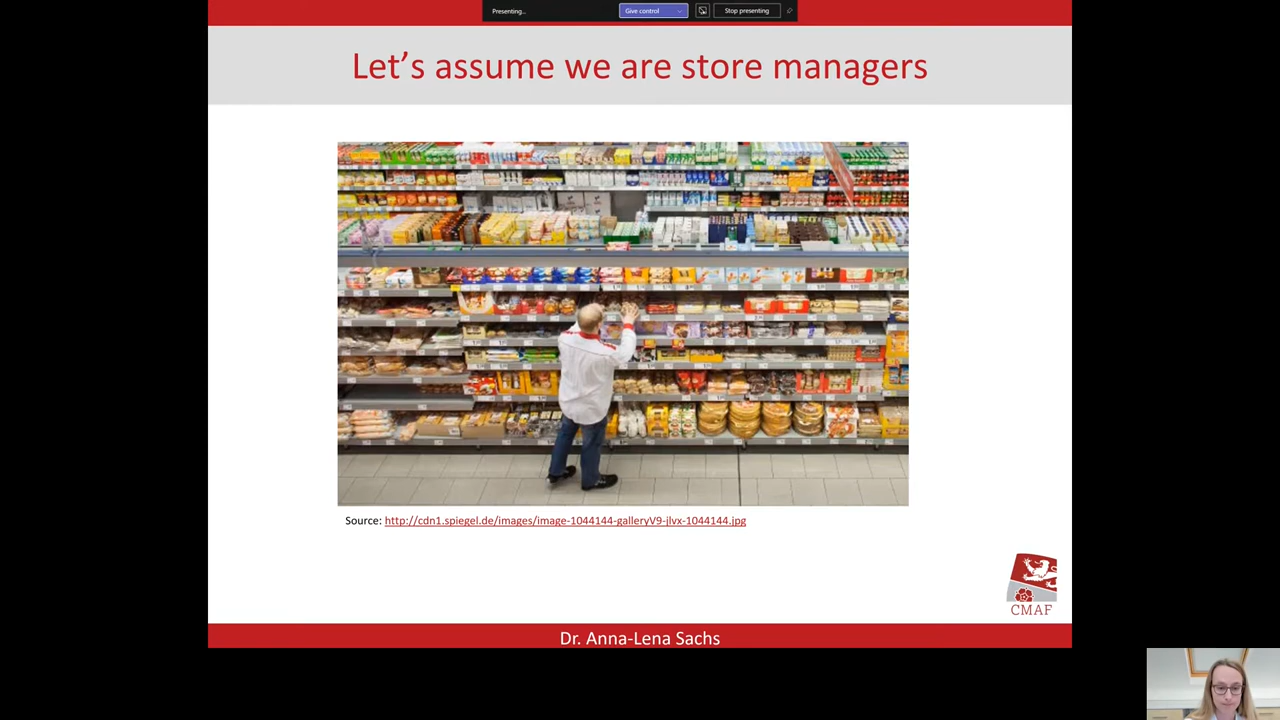 Presenting...
Give control
Stop presenting
Let's assume we are store managers
Source: http://cdn1.spiegel.de/images/image-1044144-galleryV9-jlvx-1044144.jpg
CMAF
Dr. Anna-Lena Sachs